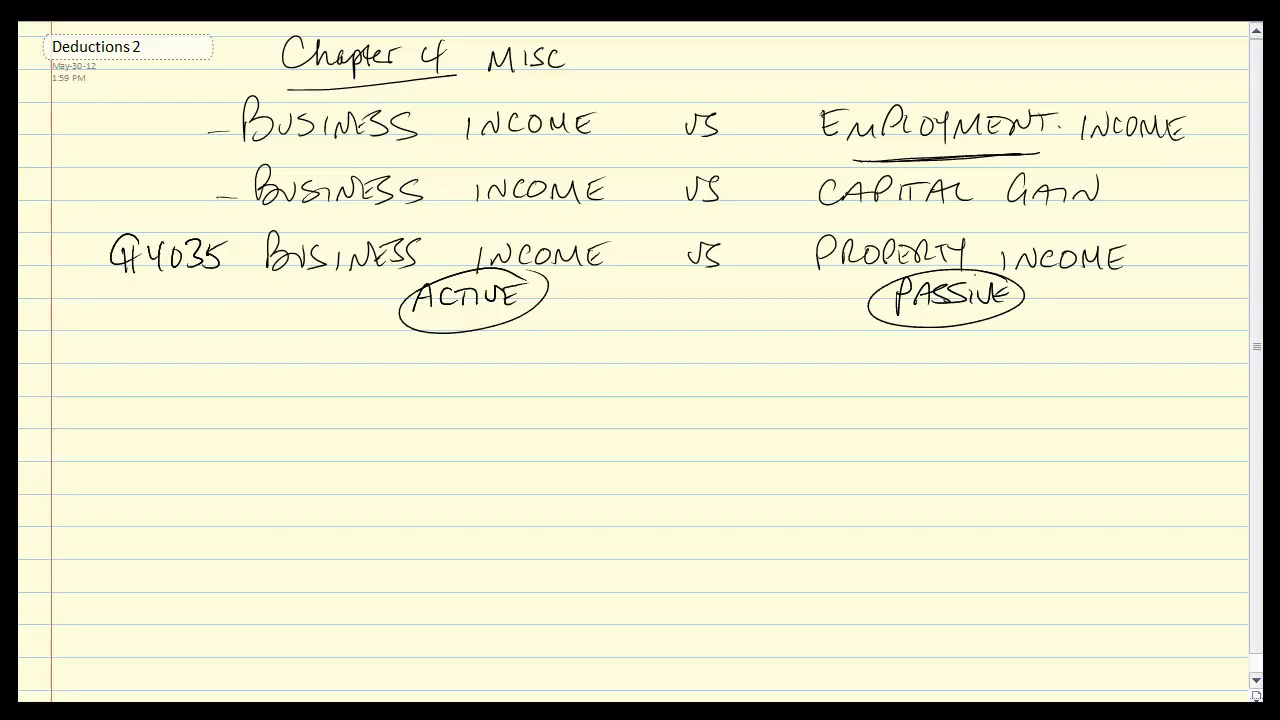 Deductions 2
May-30-12
1:59 PM
Chapter 4 MISC
- BUSINESS INCOME VS EMPLOYMENT. INCOME
- BUSINESS INCOME VS CAPITAL GAIN
¶4035 BUSINESS INCOME VS PROPERTY INCOME
ACTIVE PASSIVE